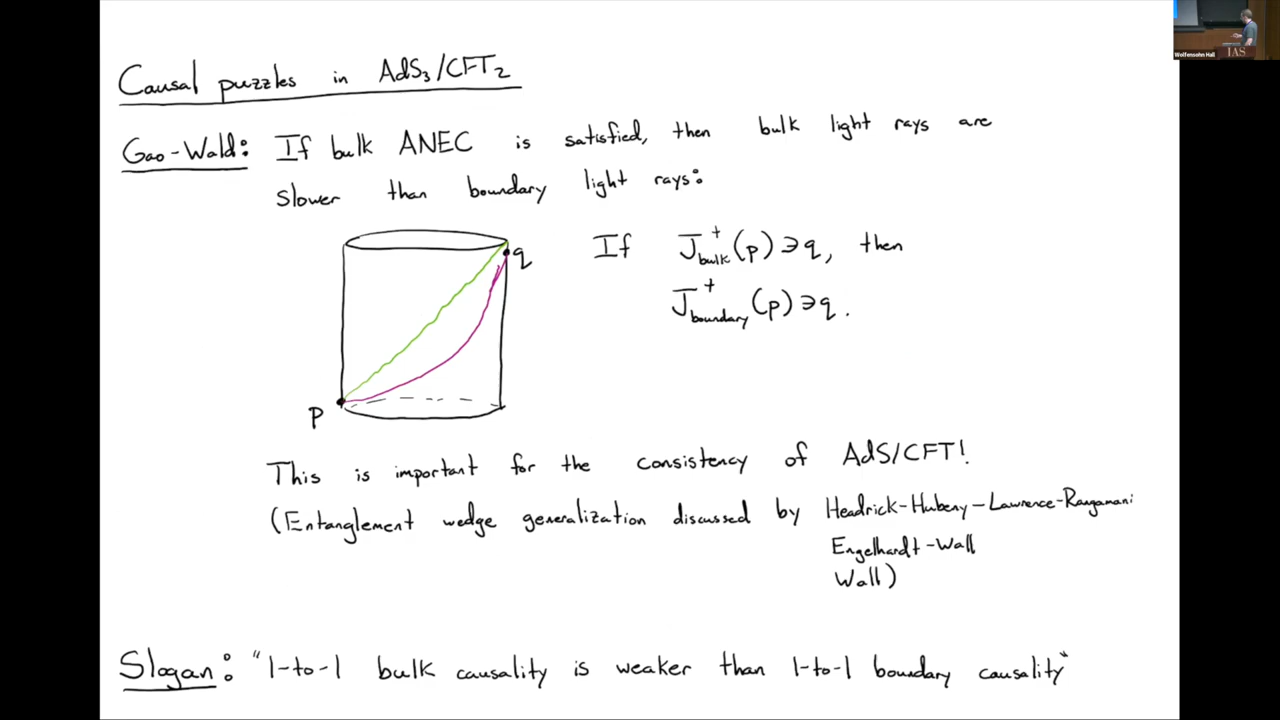 Causal puzzles in AdS₃/CFT₂
Gao-Wald: If bulk ANEC is satisfied, then bulk light rays are
slower than boundary light rays:
q
If J⁺bulk(p)∋q, then
J⁺boundary(p)∋q.
p
This is important for the consistency of AdS/CFT!
(Entanglement wedge generalization discussed by Headrick-Hubeny-Lawrence-Rangamani
Engelhardt-Wall
Wall)
Slogan: "1-to-1 bulk causality is weaker than 1-to-1 boundary causality"
Wolfensohn Hall
IAS